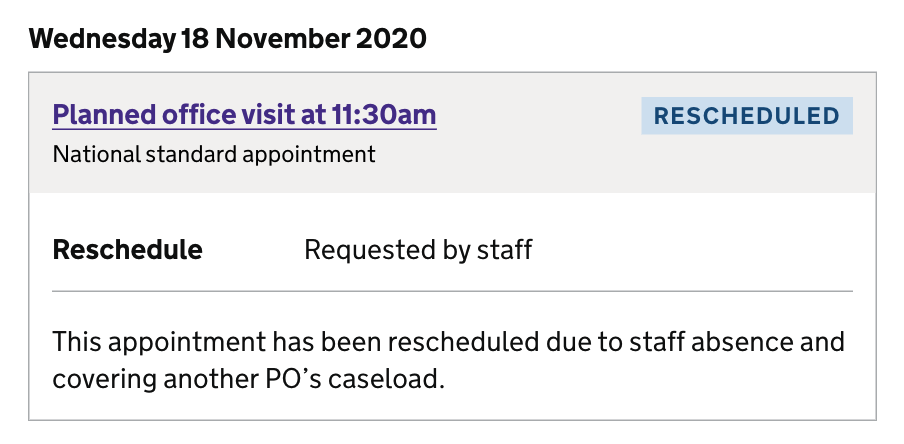 Wednesday 18 November 2020
Planned office visit at 11:30am
RESCHEDULED
National standard appointment
Reschedule Requested by staff
This appointment has been rescheduled due to staff absence and
covering another PO’s caseload.